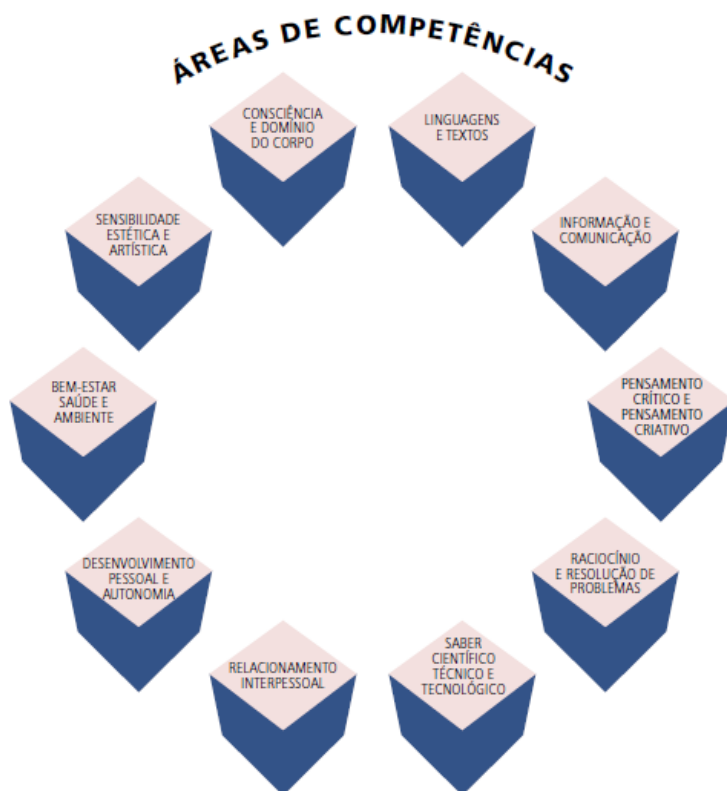 ÁREAS DE COMPETÊNCIAS
CONSCIÊNCIA
E DOMÍNIO
DO CORPO
LINGUAGENS
E TEXTOS
SENSIBILIDADE
ESTÉTICA E
ARTÍSTICA
INFORMAÇÃO E
COMUNICAÇÃO
BEM-ESTAR
SAÚDE E
AMBIENTE
PENSAMENTO
CRÍTICO E
PENSAMENTO
CRIATIVO
DESENVOLVIMENTO
PESSOAL E
AUTONOMIA
RACIOCÍNIO
E RESOLUÇÃO DE
PROBLEMAS
RELACIONAMENTO
INTERPESSOAL
SABER
CIENTÍFICO
TÉCNICO E
TECNOLÓGICO